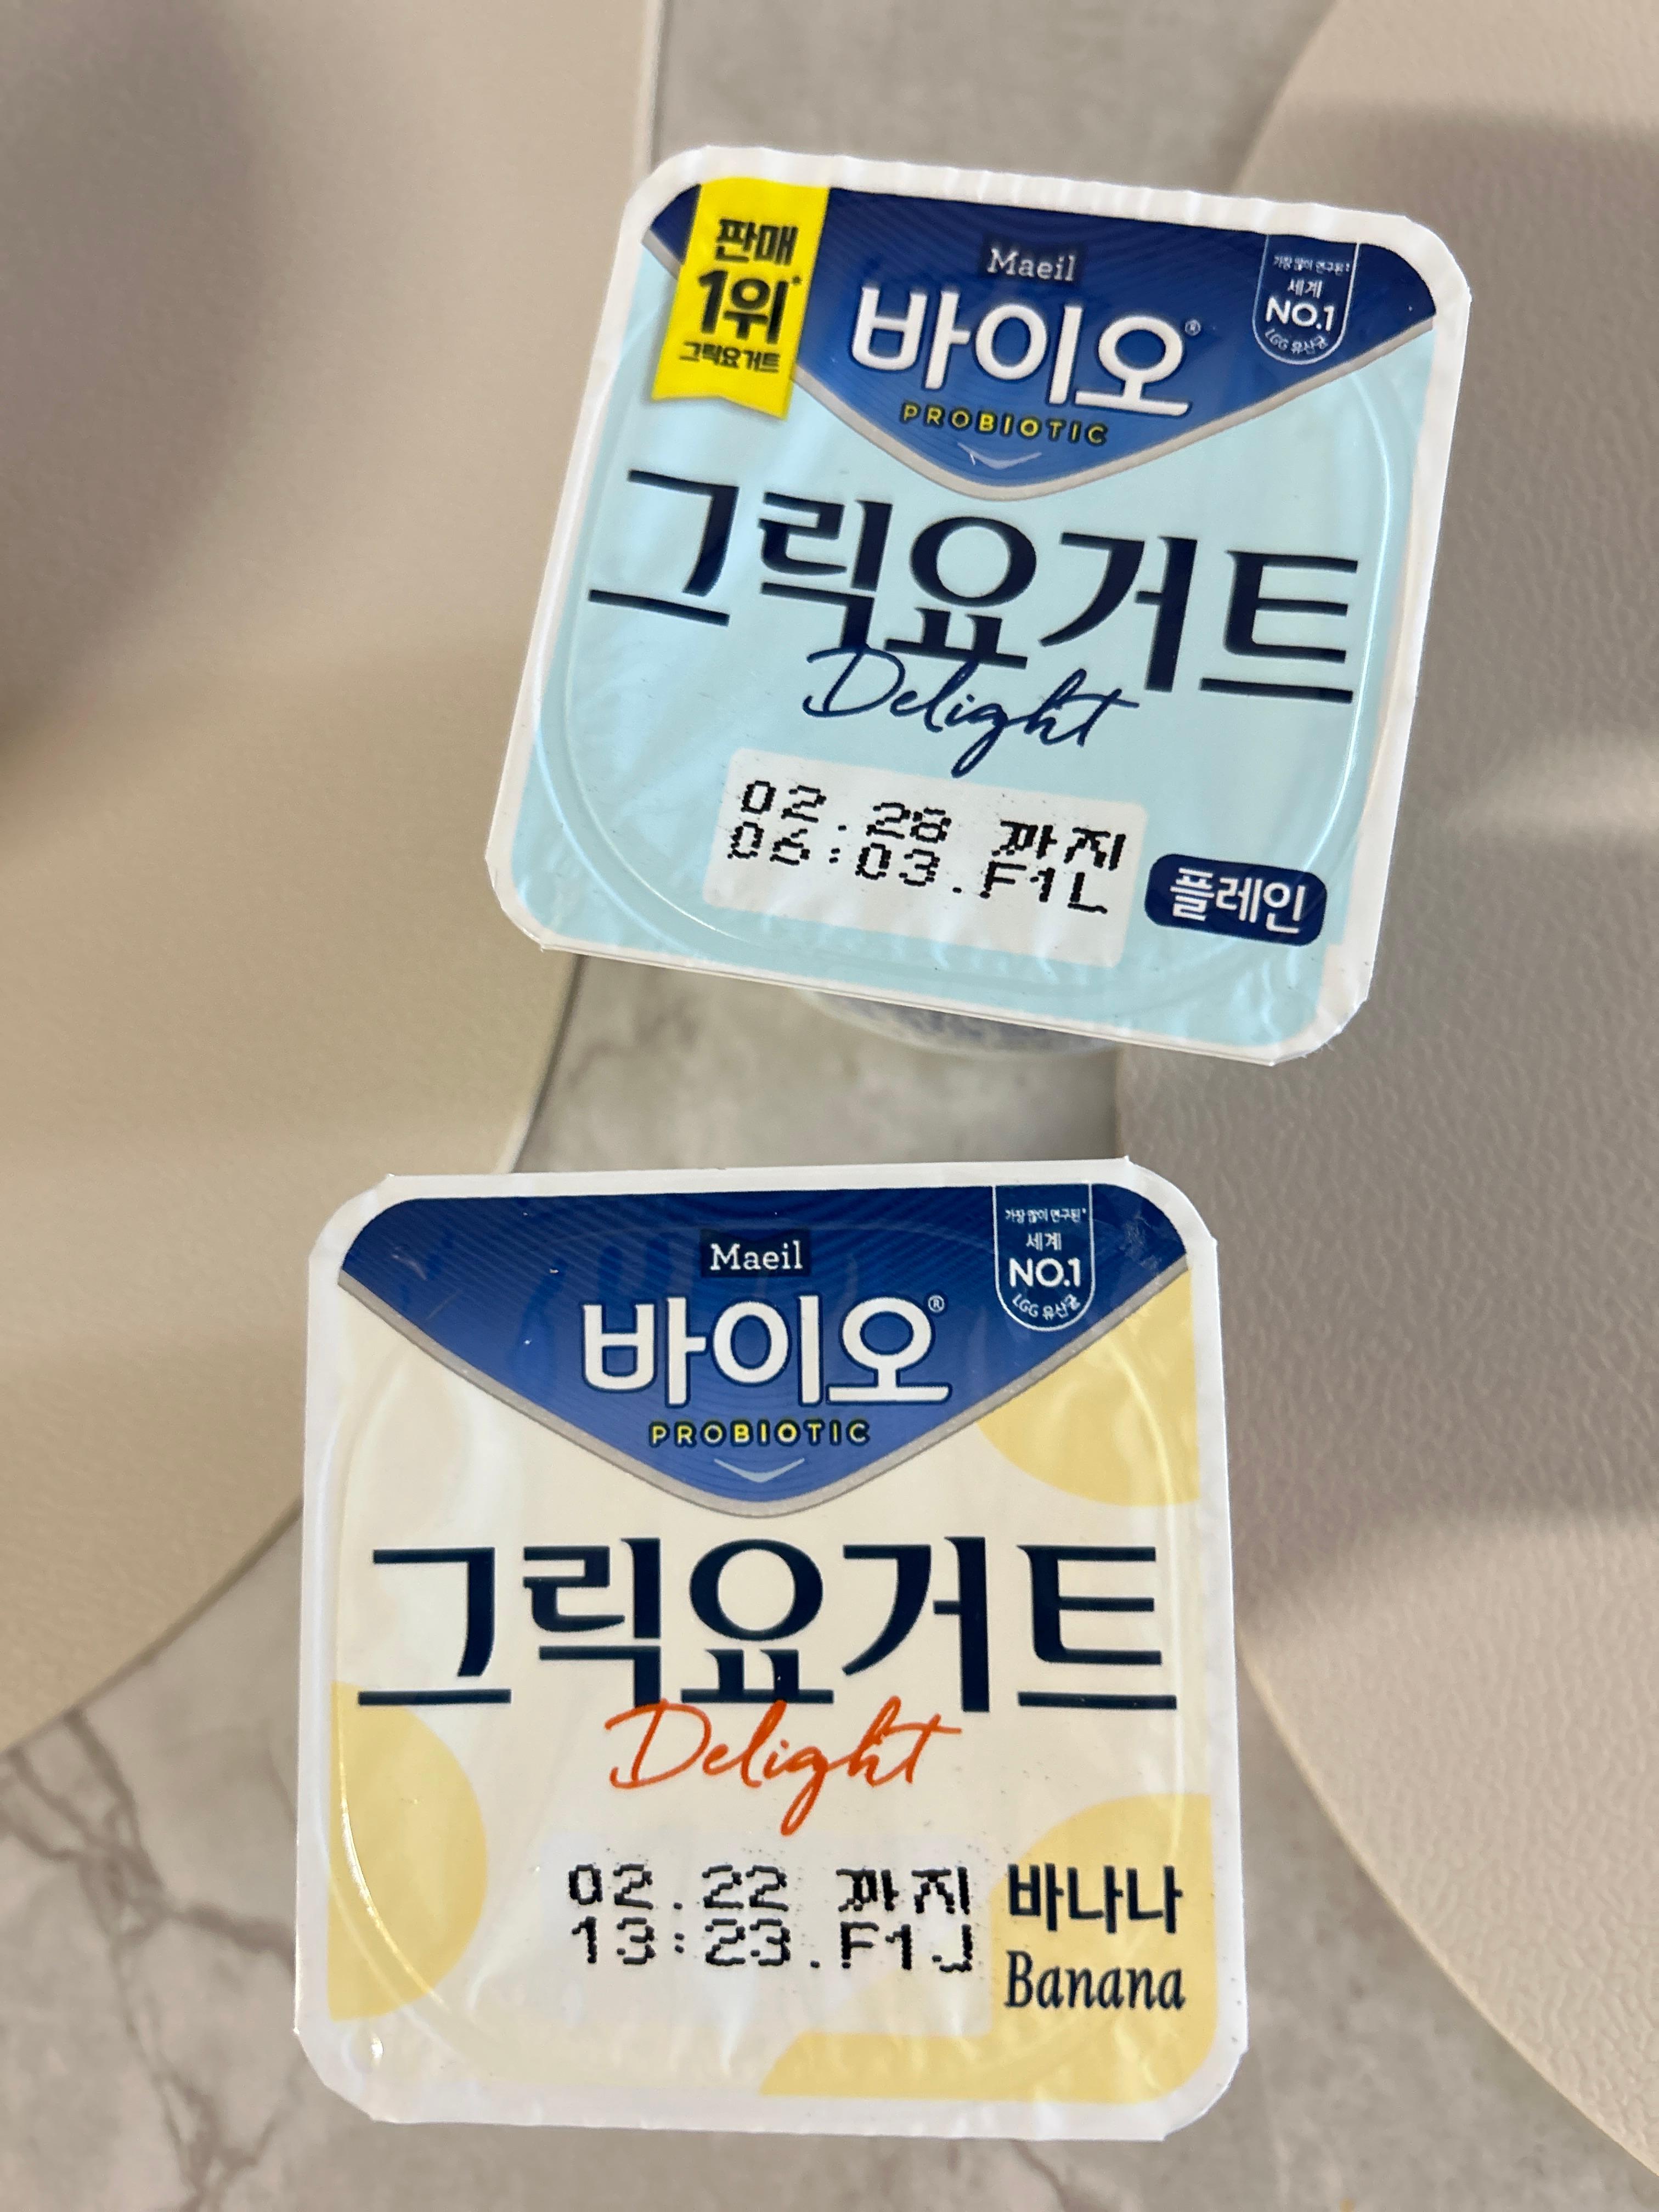 판매
1위*
그릭요거트
Maeil
바이오®
PROBIOTIC
가장 많이 연구된*
세계
NO.1
LGG 유산균
그릭요거트
Delight
02.28 까지
06:03.F1L
플레인
Maeil
바이오®
PROBIOTIC
가장 많이 연구된*
세계
NO.1
LGG 유산균
그릭요거트
Delight
02.22 까지
13:23.F1J
바나나
Banana